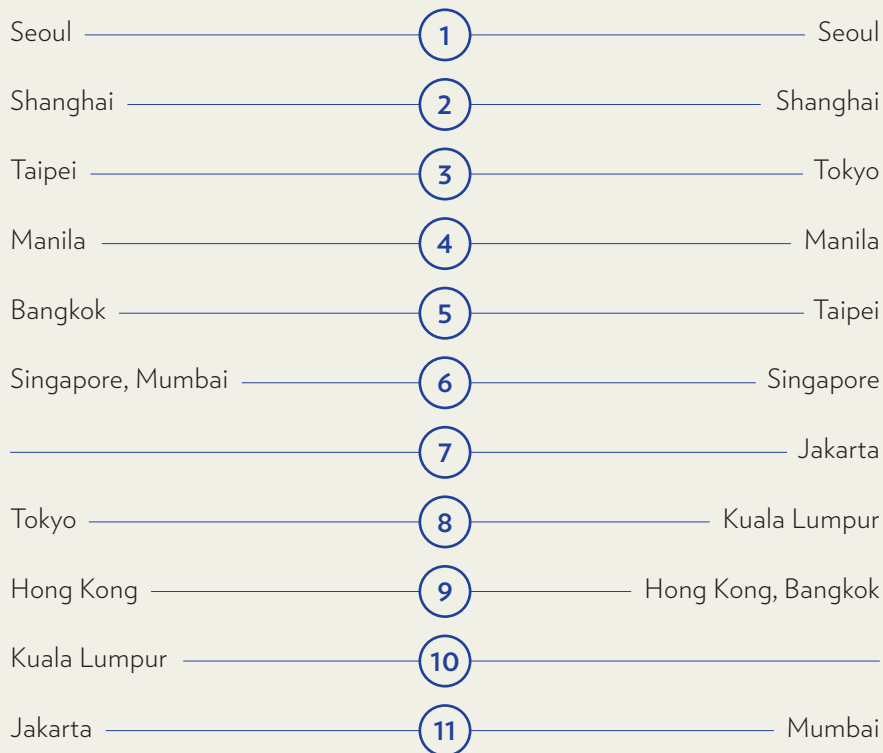 Seoul 1 Seoul
Shanghai 2 Shanghai
Taipei 3 Tokyo
Manila 4 Manila
Bangkok 5 Taipei
Singapore, Mumbai 6 Singapore
7 Jakarta
Tokyo 8 Kuala Lumpur
Hong Kong 9 Hong Kong, Bangkok
Kuala Lumpur 10
Jakarta 11 Mumbai